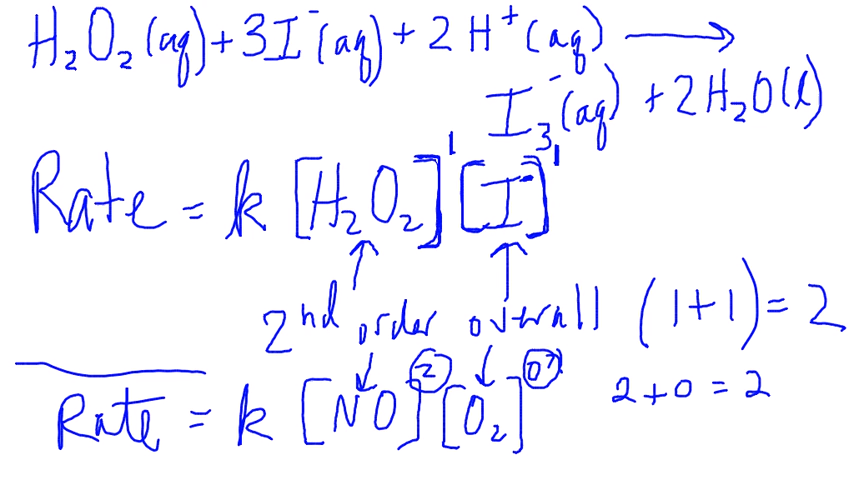 H₂O₂(aq) + 3I⁻(aq) + 2H⁺(aq) ⟶
I₃⁻(aq) + 2H₂O(l)
Rate = k [H₂O₂]¹ [I⁻]¹
↑ ↑
2nd order overall (1+1) = 2
↓ ↓
Rate = k [NO]² [O₂]⁰? 2+0 = 2